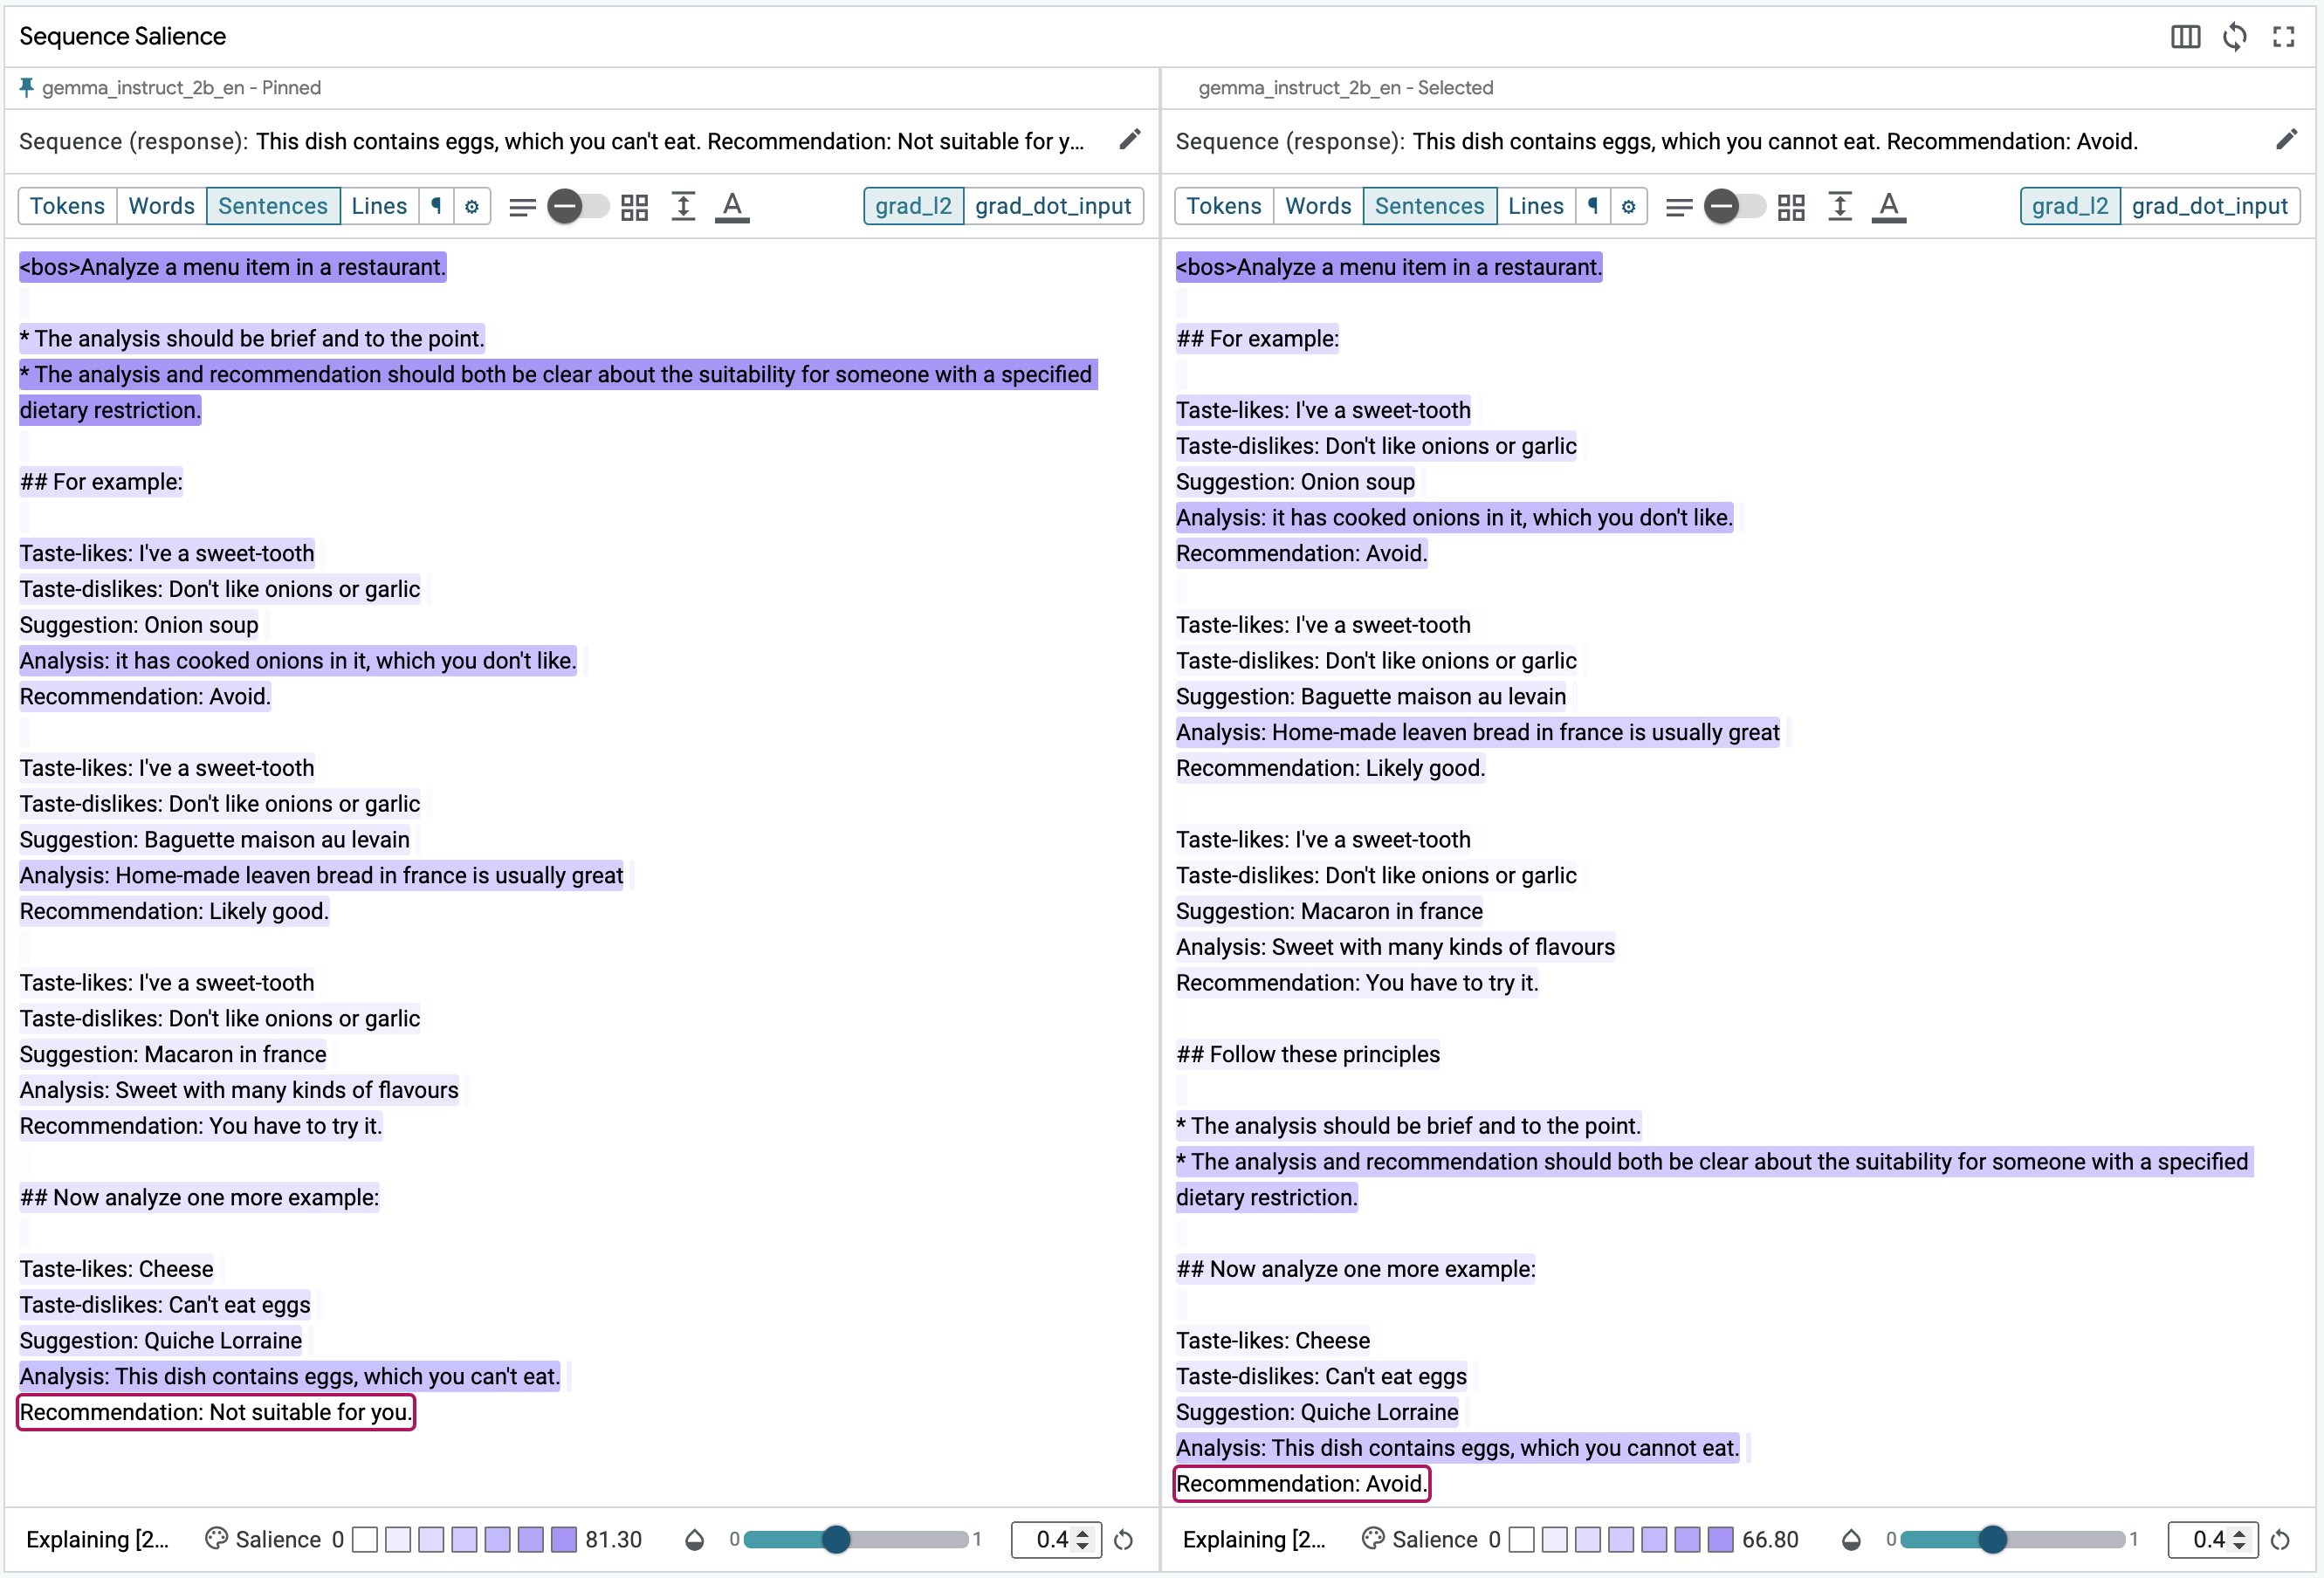 Sequence Salience
gemma_instruct_2b_en - Pinned
Sequence (response): This dish contains eggs, which you can't eat. Recommendation: Not suitable for y...
Tokens Words Sentences Lines ¶ grad_l2 grad_dot_input
<bos>Analyze a menu item in a restaurant.
* The analysis should be brief and to the point.
* The analysis and recommendation should both be clear about the suitability for someone with a specified
dietary restriction.
## For example:
Taste-likes: I've a sweet-tooth
Taste-dislikes: Don't like onions or garlic
Suggestion: Onion soup
Analysis: it has cooked onions in it, which you don't like.
Recommendation: Avoid.
Taste-likes: I've a sweet-tooth
Taste-dislikes: Don't like onions or garlic
Suggestion: Baguette maison au levain
Analysis: Home-made leaven bread in france is usually great
Recommendation: Likely good.
Taste-likes: I've a sweet-tooth
Taste-dislikes: Don't like onions or garlic
Suggestion: Macaron in france
Analysis: Sweet with many kinds of flavours
Recommendation: You have to try it.
## Now analyze one more example:
Taste-likes: Cheese
Taste-dislikes: Can't eat eggs
Suggestion: Quiche Lorraine
Analysis: This dish contains eggs, which you can't eat.
Recommendation: Not suitable for you.
Explaining [2... Salience 0 81.30 0 1 0.4
gemma_instruct_2b_en - Selected
Sequence (response): This dish contains eggs, which you cannot eat. Recommendation: Avoid.
Tokens Words Sentences Lines ¶ grad_l2 grad_dot_input
<bos>Analyze a menu item in a restaurant.
## For example:
Taste-likes: I've a sweet-tooth
Taste-dislikes: Don't like onions or garlic
Suggestion: Onion soup
Analysis: it has cooked onions in it, which you don't like.
Recommendation: Avoid.
Taste-likes: I've a sweet-tooth
Taste-dislikes: Don't like onions or garlic
Suggestion: Baguette maison au levain
Analysis: Home-made leaven bread in france is usually great
Recommendation: Likely good.
Taste-likes: I've a sweet-tooth
Taste-dislikes: Don't like onions or garlic
Suggestion: Macaron in france
Analysis: Sweet with many kinds of flavours
Recommendation: You have to try it.
## Follow these principles
* The analysis should be brief and to the point.
* The analysis and recommendation should both be clear about the suitability for someone with a specified
dietary restriction.
## Now analyze one more example:
Taste-likes: Cheese
Taste-dislikes: Can't eat eggs
Suggestion: Quiche Lorraine
Analysis: This dish contains eggs, which you cannot eat.
Recommendation: Avoid.
Explaining [2... Salience 0 66.80 0 1 0.4